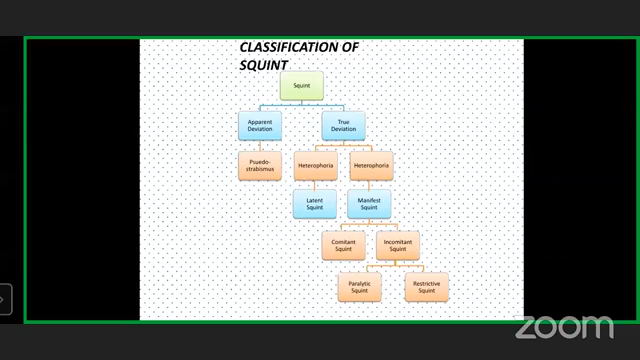 CLASSIFICATION OF
SQUINT
Squint
Apparent
Deviation
True
Deviation
Psuedo-
strabismus
Heterophoria
Heterophoria
Latent
Squint
Manifest
Squint
Comitant
Squint
Incomitant
Squint
Paralytic
Squint
Restrictive
Squint
zoom